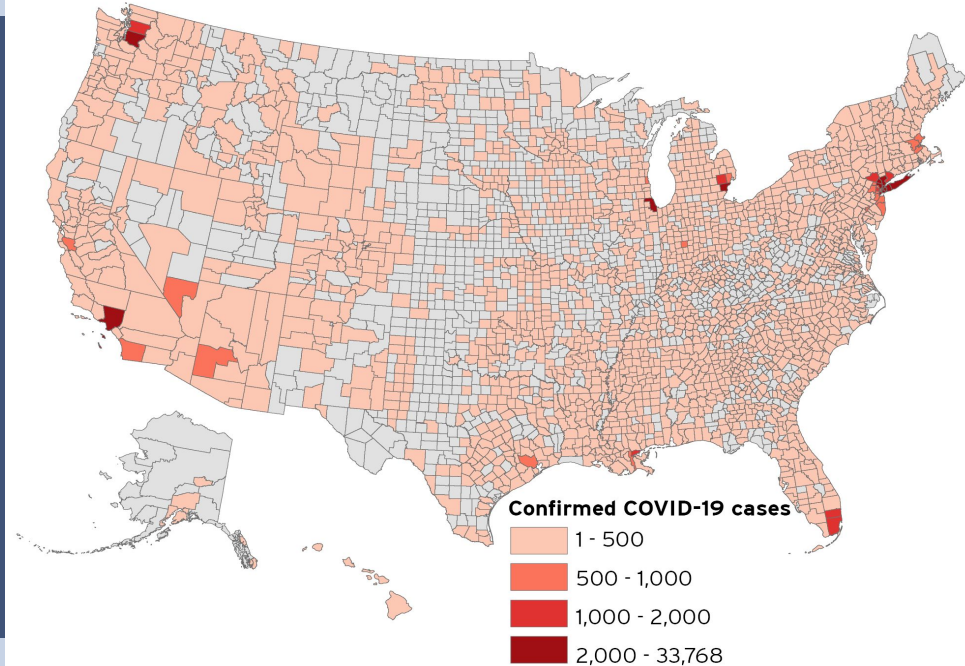 Confirmed COVID-19 cases
1 - 500
500 - 1,000
1,000 - 2,000
2,000 - 33,768